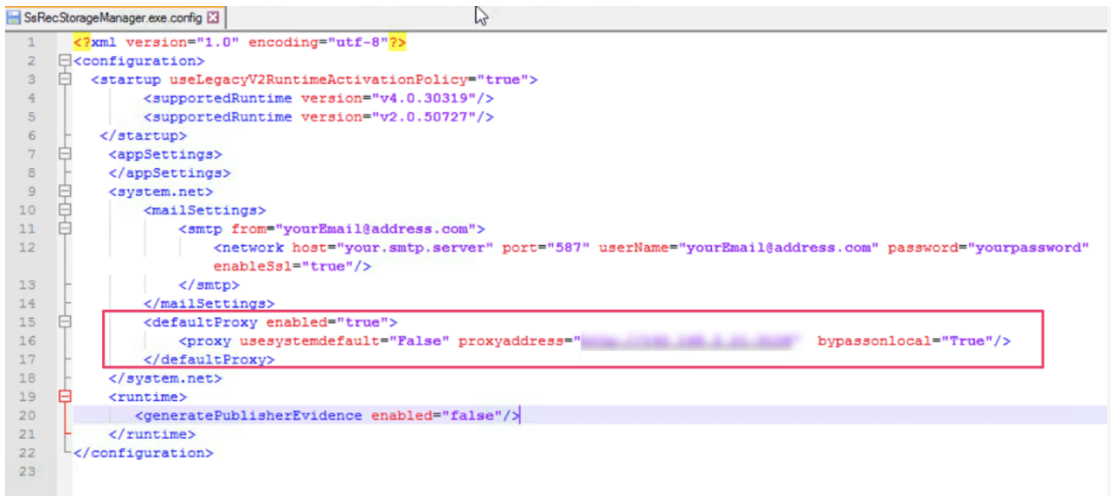 SsRecStorageManager.exe.config
1 <?xml version="1.0" encoding="utf-8"?>
2 <configuration>
3 <startup useLegacyV2RuntimeActivationPolicy="true">
4 <supportedRuntime version="v4.0.30319"/>
5 <supportedRuntime version="v2.0.50727"/>
6 </startup>
7 <appSettings>
8 </appSettings>
9 <system.net>
10 <mailSettings>
11 <smtp from="yourEmail@address.com">
12 <network host="your.smtp.server" port="587" userName="yourEmail@address.com" password="yourpassword"
enableSsl="true"/>
13 </smtp>
14 </mailSettings>
15 <defaultProxy enabled="true">
16 <proxy usesystemdefault="False" proxyaddress=" bypassonlocal="True"/>
17 </defaultProxy>
18 </system.net>
19 <runtime>
20 <generatePublisherEvidence enabled="false"/>
21 </runtime>
22 </configuration>
23